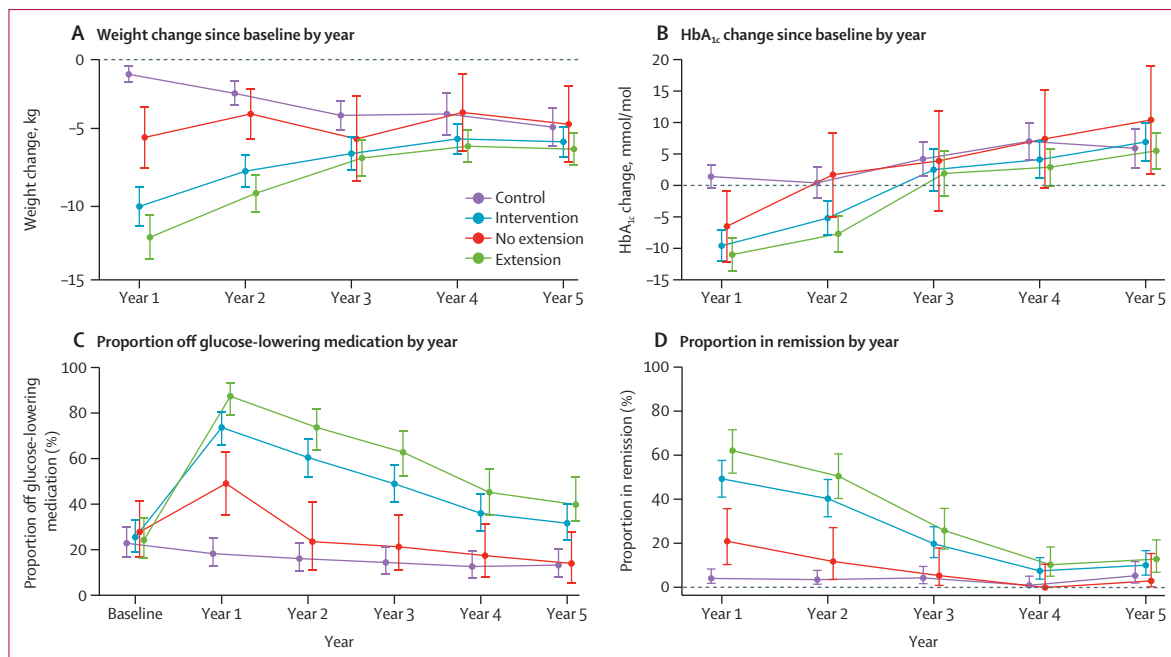 A Weight change since baseline by year
0
−5
−10
−15
Weight change, kg
Control
Intervention
No extension
Extension
Year 1 Year 2 Year 3 Year 4 Year 5
B HbA1c change since baseline by year
20
15
10
5
0
−5
−10
−15
HbA1c change, mmol/mol
Year 1 Year 2 Year 3 Year 4 Year 5
C Proportion off glucose-lowering medication by year
100
80
60
40
20
0
Proportion off glucose-lowering
medication (%)
Baseline Year 1 Year 2 Year 3 Year 4 Year 5
Year
D Proportion in remission by year
100
80
60
40
20
0
Proportion in remission (%)
Year 1 Year 2 Year 3 Year 4 Year 5
Year